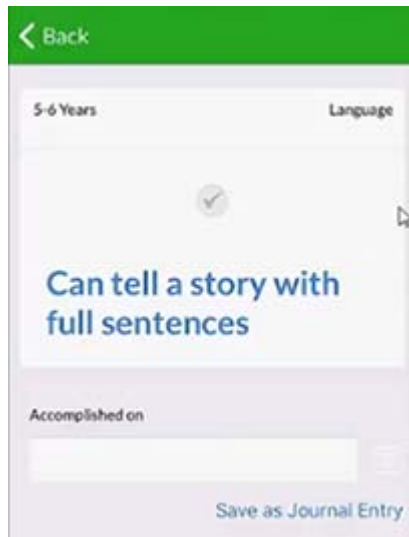 Back
5-6 Years
Language
Can tell a story with
full sentences
Accomplished on
Save as Journal Entry